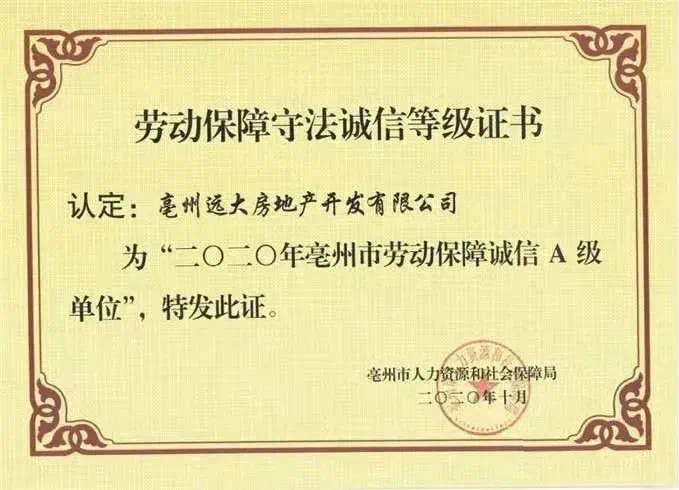 劳动保障守法诚信等级证书
认定：亳州远大房地产开发有限公司
为“二〇二〇年亳州市劳动保障诚信 A 级
单位”，特发此证。
亳州市人力资源和社会保障局
二〇二〇年十月